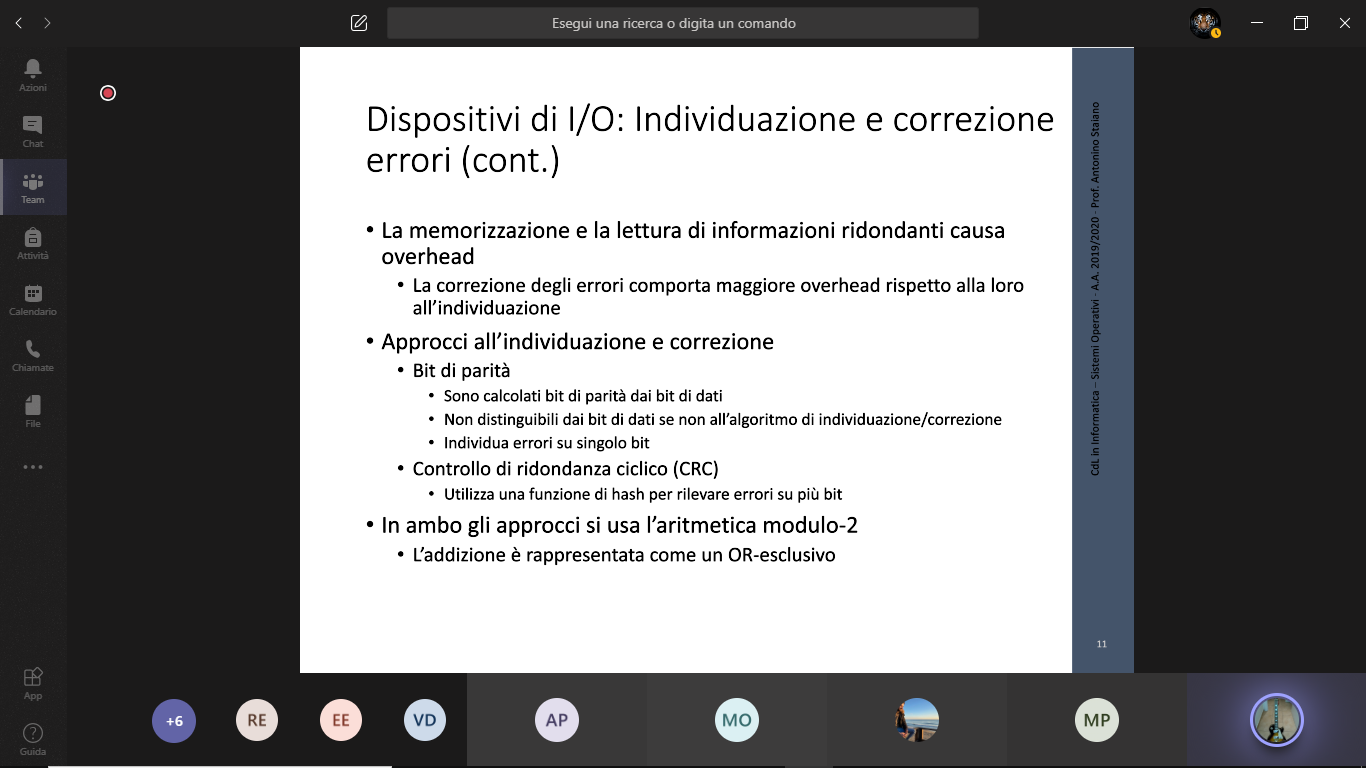 Esegui una ricerca o digita un comando
Azioni
Chat
Team
Attività
Calendario
Chiamate
File
App
Guida
Dispositivi di I/O: Individuazione e correzione
errori (cont.)
• La memorizzazione e la lettura di informazioni ridondanti causa
overhead
• La correzione degli errori comporta maggiore overhead rispetto alla loro
all'individuazione
• Approcci all'individuazione e correzione
• Bit di parità
• Sono calcolati bit di parità dai bit di dati
• Non distinguibili dai bit di dati se non all'algoritmo di individuazione/correzione
• Individua errori su singolo bit
• Controllo di ridondanza ciclico (CRC)
• Utilizza una funzione di hash per rilevare errori su più bit
• In ambo gli approcci si usa l'aritmetica modulo-2
• L'addizione è rappresentata come un OR-esclusivo
CdL in Informatica – Sistemi Operativi - A.A. 2019/2020 - Prof. Antonino Staiano
11
+6
RE
EE
VD
AP
MO
MP